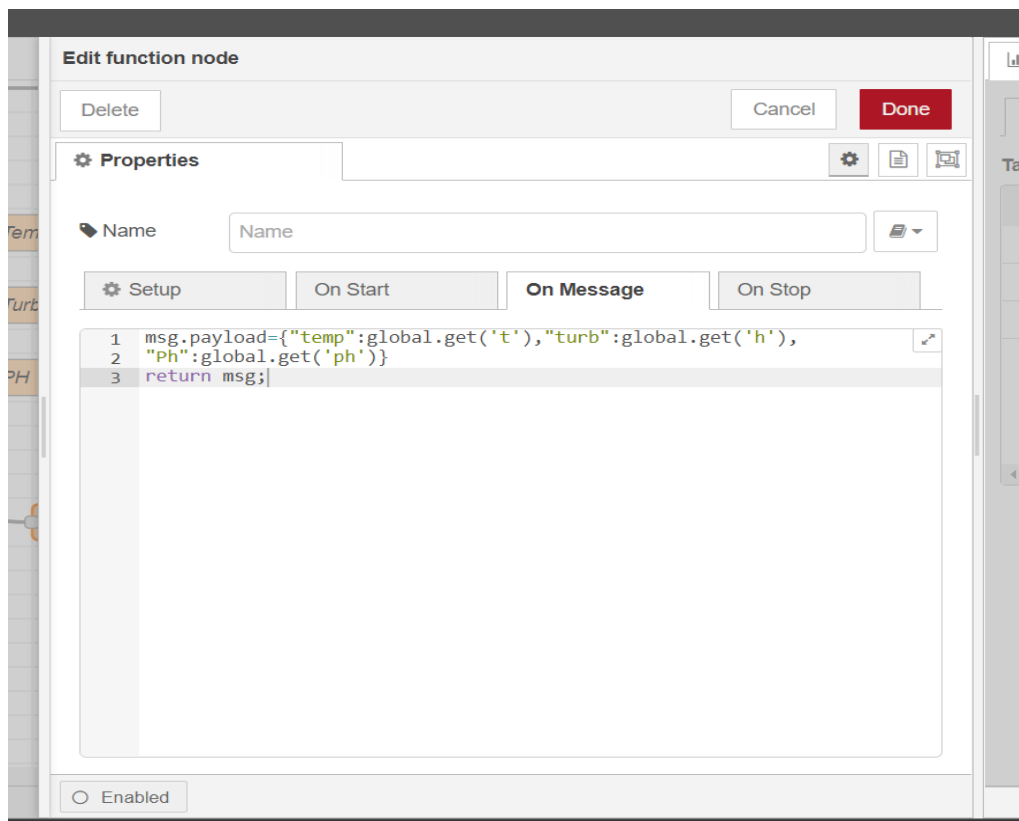 Edit function node
Delete
Cancel
Done
Properties
Tem
Name
Name
Setup
On Start
On Message
On Stop
Turb
1 msg.payload={"temp":global.get('t'),"turb":global.get('h'),
2 "Ph":global.get('ph')}
3 return msg;
PH
Ta
Enabled